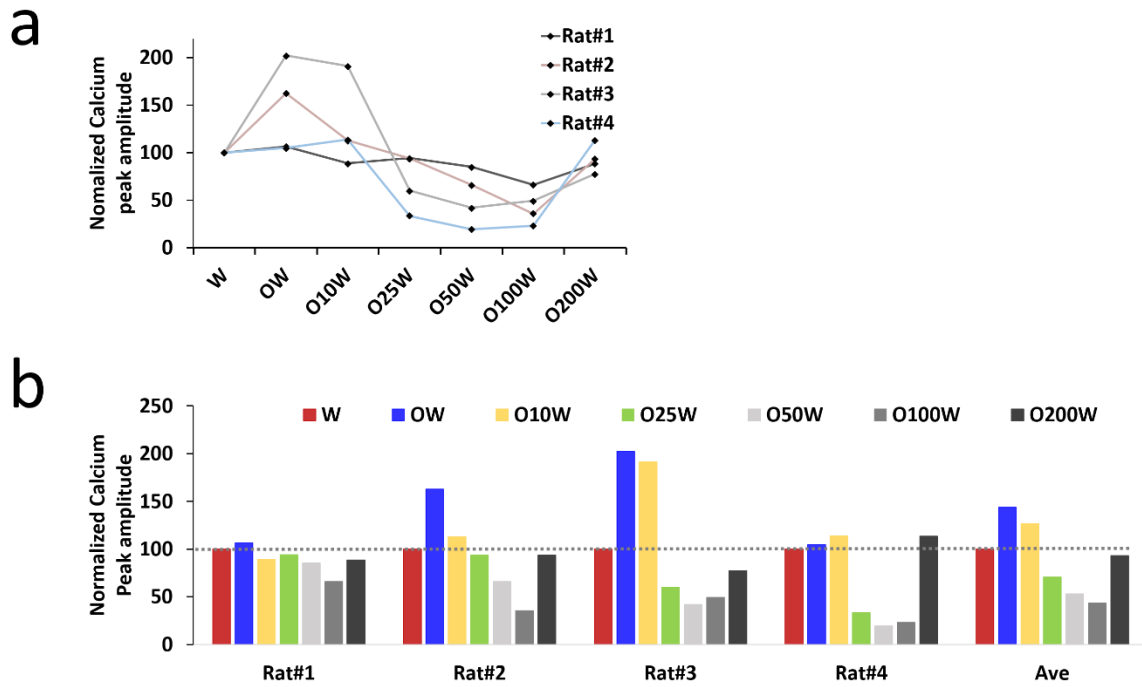 a
Nomalized Calcium
peak amplitude
200
150
100
50
0
W
OW
O10W
O25W
O50W
O100W
O200W
Rat#1
Rat#2
Rat#3
Rat#4
b
Normalized Calcium
Peak amplitude
250
200
150
100
50
0
W OW O10W O25W O50W O100W O200W
Rat#1 Rat#2 Rat#3 Rat#4 Ave